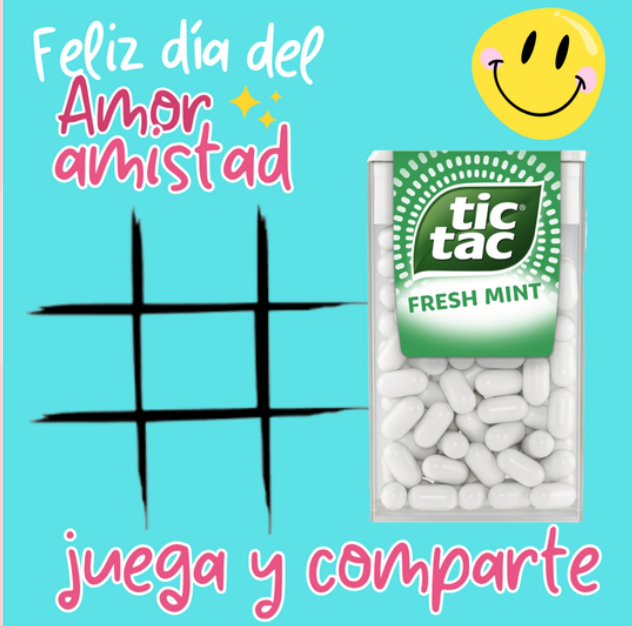 Feliz día del
Amor
amistad
tic
tac
FRESH MINT
juega y comparte